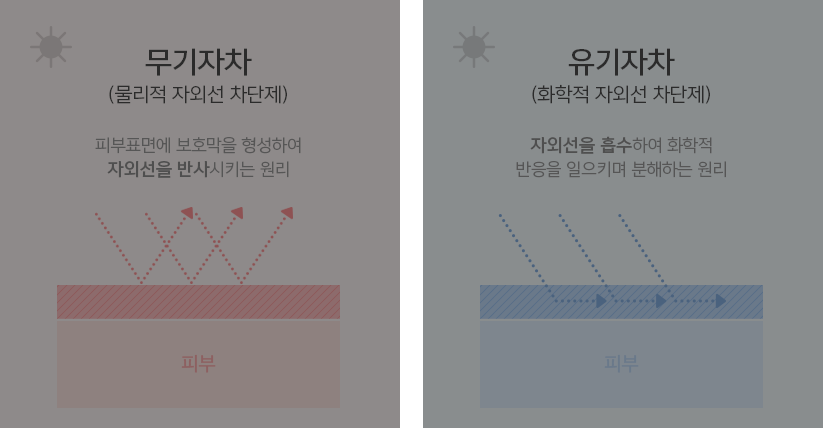 무기자차
(물리적 자외선 차단제)
피부표면에 보호막을 형성하여
자외선을 반사시키는 원리
피부
유기자차
(화학적 자외선 차단제)
자외선을 흡수하여 화학적
반응을 일으키며 분해하는 원리
피부